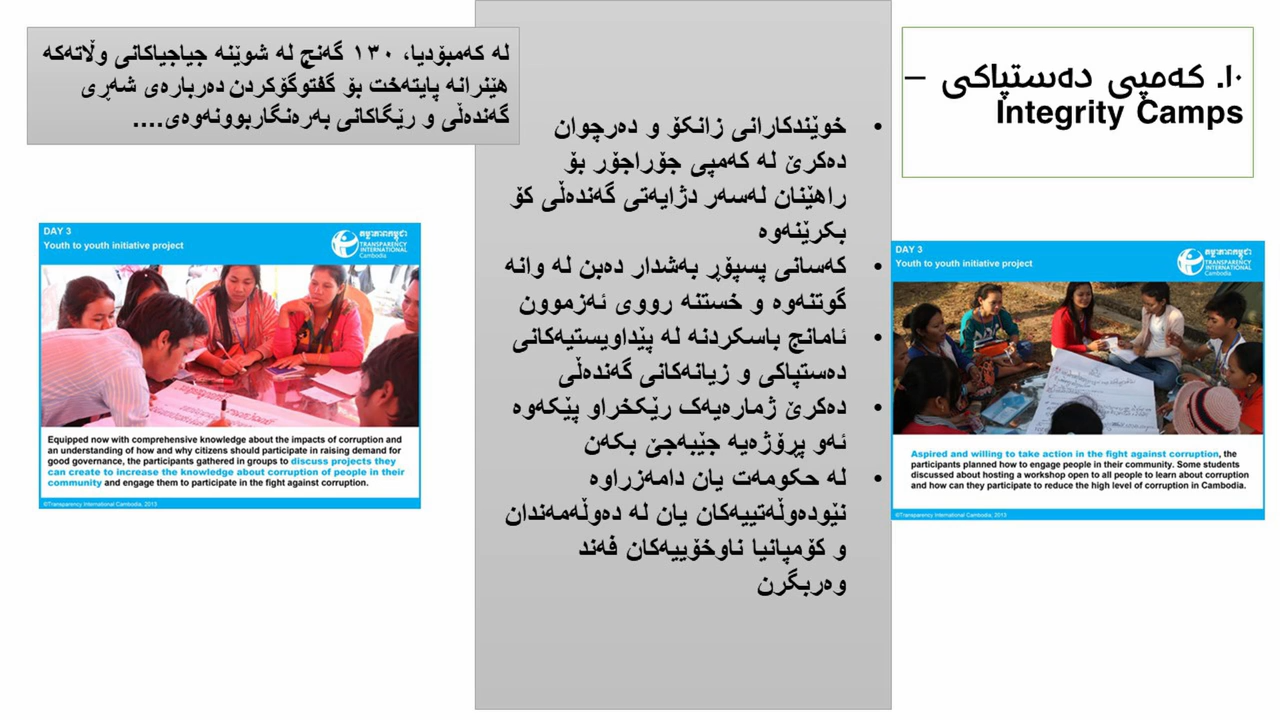 ١٠. کەمپی دەستپاکی –
Integrity Camps
لە کەمبۆدیا، ١٣٠ گەنج لە شوێنە جیاجیاکانی وڵاتەکە
هێنرانە پایتەخت بۆ گفتوگۆکردن دەربارەی شەڕی
گەندەڵی و رێگاکانی بەرەنگاربوونەوەی....
• خوێندکارانی زانکۆ و دەرچوان
دەکرێ لە کەمپی جۆراجۆر بۆ
راهێنان لەسەر دژایەتی گەندەڵی کۆ
بکرێنەوە
• کەسانی پسپۆڕ بەشدار دەبن لە وانە
گوتنەوە و خستنە رووی ئەزموون
• ئامانج باسکردنە لە پێداویستیەکانی
دەستپاکی و زیانەکانی گەندەڵی
• دەکرێ ژمارەیەک رێکخراو پێکەوە
ئەو پرۆژەیە جێبەجێ بکەن
• لە حکومەت یان دامەزراوە
نێودەوڵەتییەکان یان لە دەوڵەمەندان
و کۆمپانیا ناوخۆییەکان فەند
وەربگرن
DAY 3
Youth to youth initiative project
TRANSPARENCY
INTERNATIONAL
Cambodia
Equipped now with comprehensive knowledge about the impacts of corruption and
an understanding of how and why citizens should participate in raising demand for
good governance, the participants gathered in groups to discuss projects they
can create to increase the knowledge about corruption of people in their
community and engage them to participate in the fight against corruption.
©Transparency International Cambodia, 2013
DAY 3
Youth to youth initiative project
TRANSPARENCY
INTERNATIONAL
Cambodia
Aspired and willing to take action in the fight against corruption, the
participants planned how to engage people in their community. Some students
discussed about hosting a workshop open to all people to learn about corruption
and how can they participate to reduce the high level of corruption in Cambodia.
©Transparency International Cambodia, 2013